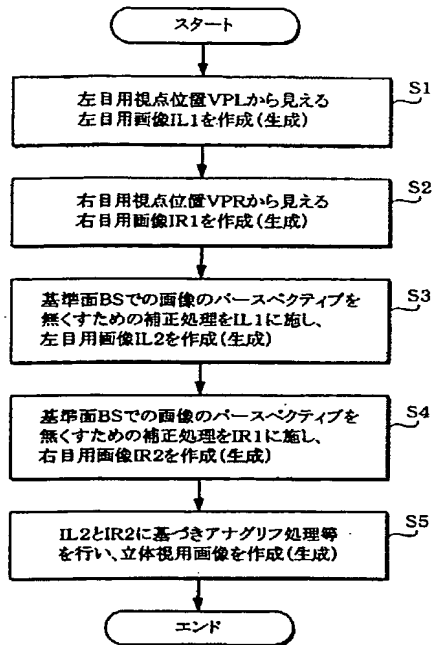 スタート
S1
左目用視点位置VPLから見える
左目用画像IL1を作成(生成)
S2
右目用視点位置VPRから見える
右目用画像IR1を作成(生成)
S3
基準面BSでの画像のパースペクティブを
無くすための補正処理をIL1に施し、
左目用画像IL2を作成(生成)
S4
基準面BSでの画像のパースペクティブを
無くすための補正処理をIR1に施し、
右目用画像IR2を作成(生成)
S5
IL2とIR2に基づきアナグリフ処理等
を行い、立体視用画像を作成(生成)
エンド